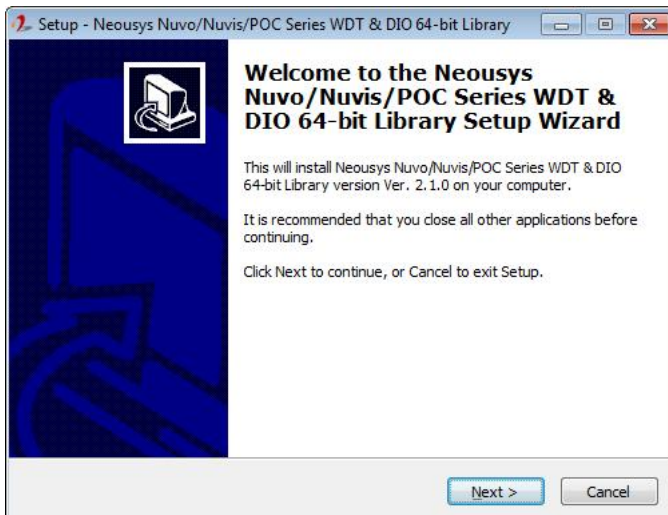 Setup - Neousys Nuvo/Nuvis/POC Series WDT & DIO 64-bit Library
Welcome to the Neousys
Nuvo/Nuvis/POC Series WDT &
DIO 64-bit Library Setup Wizard
This will install Neousys Nuvo/Nuvis/POC Series WDT & DIO
64-bit Library version Ver. 2.1.0 on your computer.
It is recommended that you close all other applications before
continuing.
Click Next to continue, or Cancel to exit Setup.
Next >
Cancel